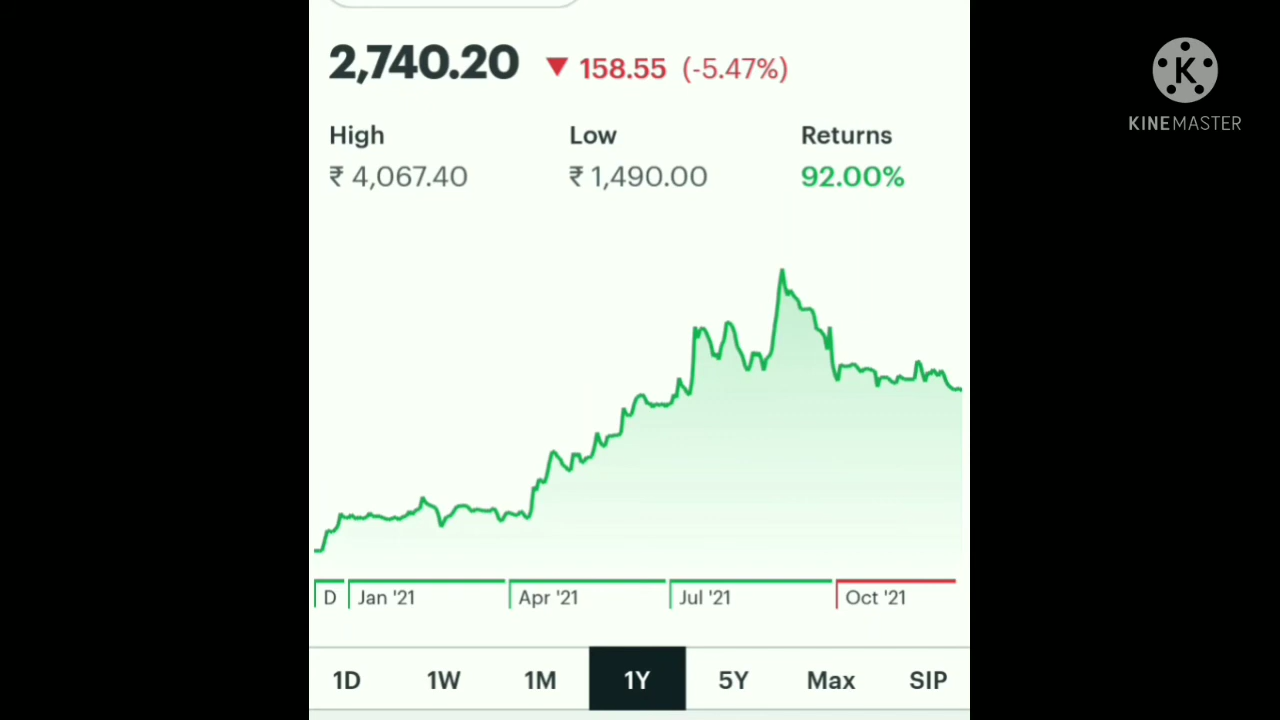 2,740.20 ▼ 158.55 (-5.47%)
High Low Returns
₹ 4,067.40 ₹ 1,490.00 92.00%
D Jan '21 Apr '21 Jul '21 Oct '21
1D 1W 1M 1Y 5Y Max SIP
K
KINEMASTER